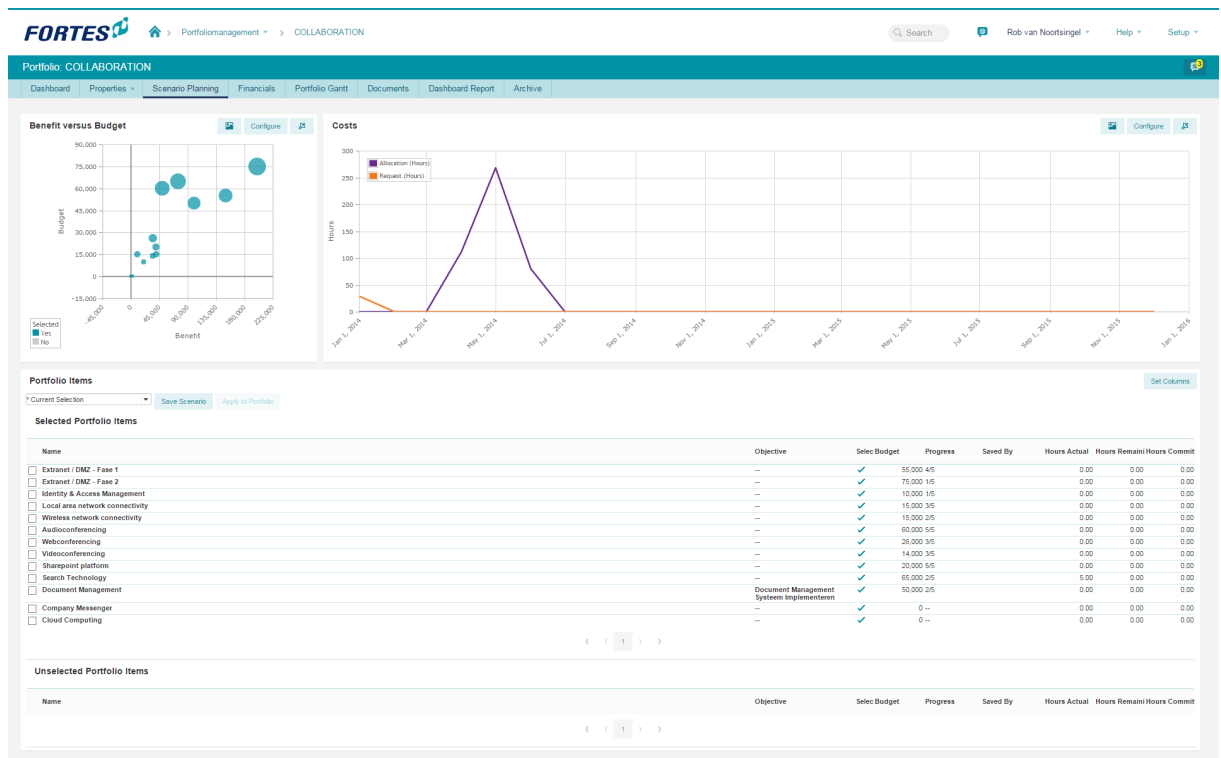 FORTES
Portfoliomanagement
COLLABORATION
Search
Rob van Noortsingel
Help
Setup
Portfolio: COLLABORATION
3
Dashboard Properties Scenario Planning Financials Portfolio Gantt Documents Dashboard Report Archive
Benefit versus Budget
Configure
90,000
75,000
60,000
45,000
30,000
15,000
0
-15,000
Budget
-45,000 0 45,000 90,000 135,000 180,000 225,000
Benefit
Selected
Yes
No
Costs
Configure
300
250
200
150
100
50
0
Hours
Allocation (Hours)
Request (Hours)
Jan 1, 2014 Mar 1, 2014 May 1, 2014 Jul 1, 2014 Sep 1, 2014 Nov 1, 2014 Jan 1, 2015 Mar 1, 2015 May 1, 2015 Jul 1, 2015 Sep 1, 2015 Nov 1, 2015 Jan 1, 2016
Portfolio Items
Set Columns
* Current Selection Save Scenario Apply to Portfolio
Selected Portfolio Items
Name Objective Selec Budget Progress Saved By Hours Actual Hours Remaini Hours Commit
Extranet / DMZ - Fase 1 -- 55,000 4/5 0.00 0.00 0.00
Extranet / DMZ - Fase 2 -- 75,000 1/5 0.00 0.00 0.00
Identity & Access Management -- 10,000 1/5 0.00 0.00 0.00
Local area network connectivity -- 15,000 3/5 0.00 0.00 0.00
Wireless network connectivity -- 15,000 2/5 0.00 0.00 0.00
Audioconferencing -- 60,000 5/5 0.00 0.00 0.00
Webconferencing -- 26,000 3/5 0.00 0.00 0.00
Videoconferencing -- 14,000 3/5 0.00 0.00 0.00
Sharepoint platform -- 20,000 5/5 0.00 0.00 0.00
Search Technology -- 65,000 2/5 5.00 0.00 0.00
Document Management Document Management 50,000 2/5 0.00 0.00 0.00
Systeem Implementeren
Company Messenger -- 0 -- 0.00 0.00 0.00
Cloud Computing -- 0 -- 0.00 0.00 0.00
1
Unselected Portfolio Items
Name Objective Selec Budget Progress Saved By Hours Actual Hours Remaini Hours Commit
1